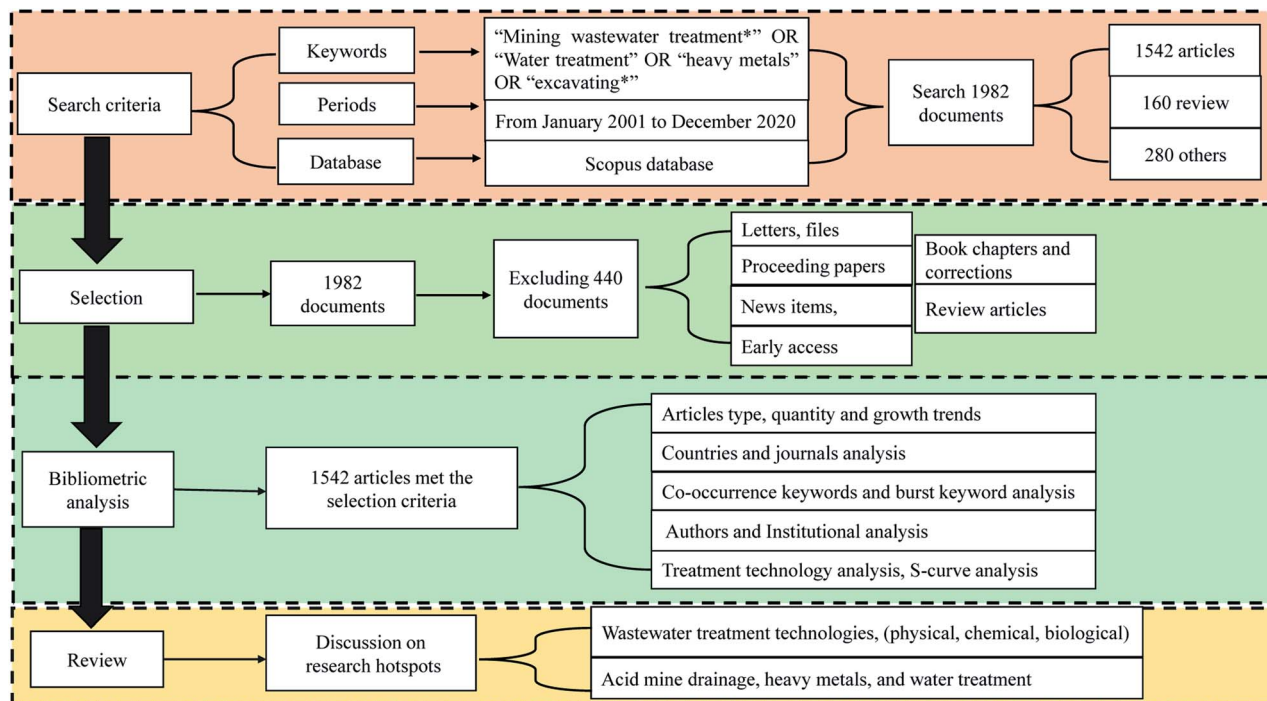 Search criteria
Keywords
Periods
Database
“Mining wastewater treatment*” OR
“Water treatment” OR “heavy metals”
OR “excavating*”
From January 2001 to December 2020
Scopus database
Search 1982
documents
1542 articles
160 review
280 others
Selection
1982
documents
Excluding 440
documents
Letters, files
Proceeding papers
News items,
Early access
Book chapters and
corrections
Review articles
Bibliometric
analysis
1542 articles met the
selection criteria
Articles type, quantity and growth trends
Countries and journals analysis
Co-occurrence keywords and burst keyword analysis
Authors and Institutional analysis
Treatment technology analysis, S-curve analysis
Review
Discussion on
research hotspots
Wastewater treatment technologies, (physical, chemical, biological)
Acid mine drainage, heavy metals, and water treatment